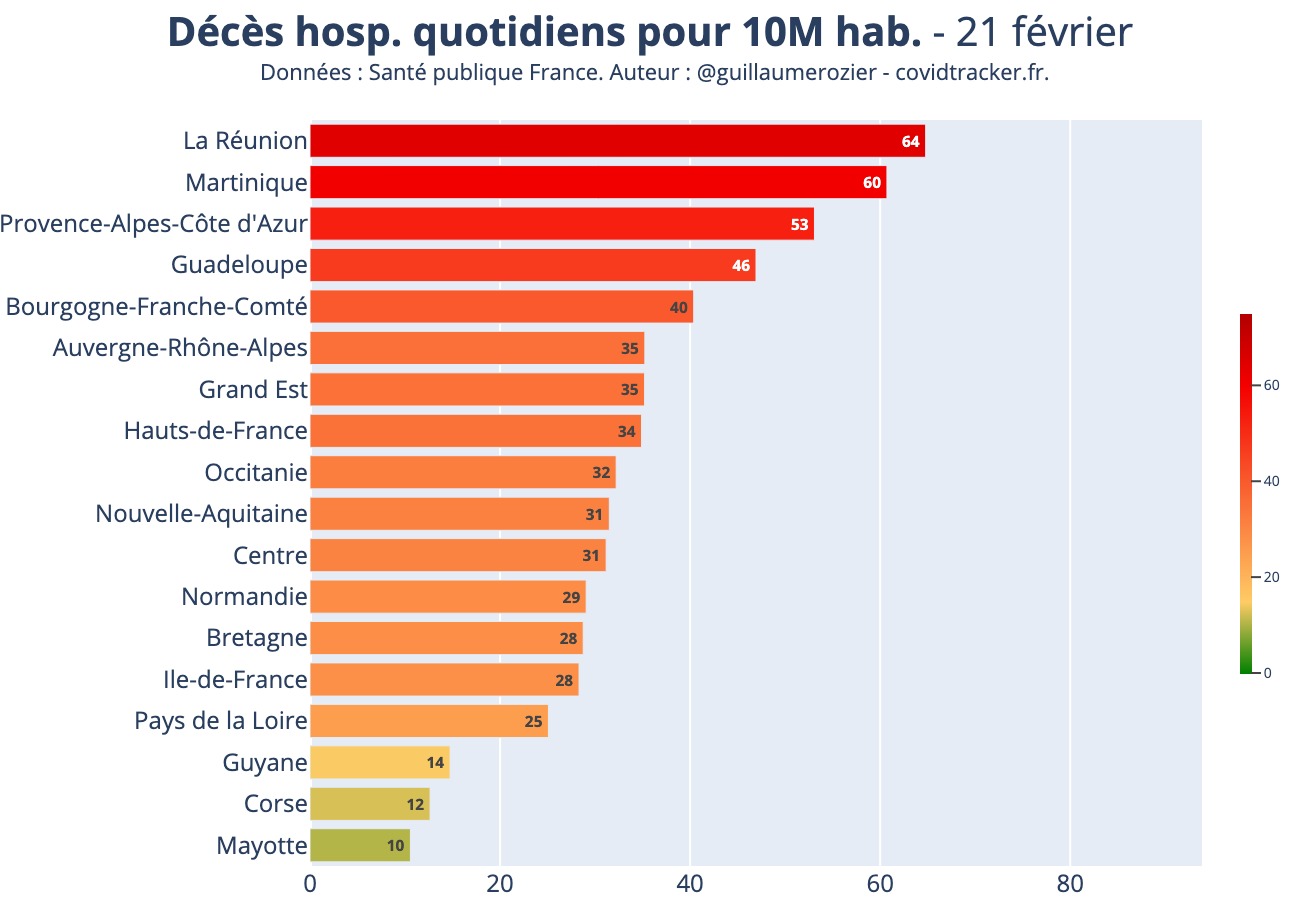 Décès hosp. quotidiens pour 10M hab. - 21 février
Données : Santé publique France. Auteur : @guillaumerozier - covidtracker.fr.
La Réunion 64
Martinique 60
Provence-Alpes-Côte d'Azur 53
Guadeloupe 46
Bourgogne-Franche-Comté 40
Auvergne-Rhône-Alpes 35
Grand Est 35
Hauts-de-France 34
Occitanie 32
Nouvelle-Aquitaine 31
Centre 31
Normandie 29
Bretagne 28
Ile-de-France 28
Pays de la Loire 25
Guyane 14
Corse 12
Mayotte 10
0 20 40 60 80
60
40
20
0